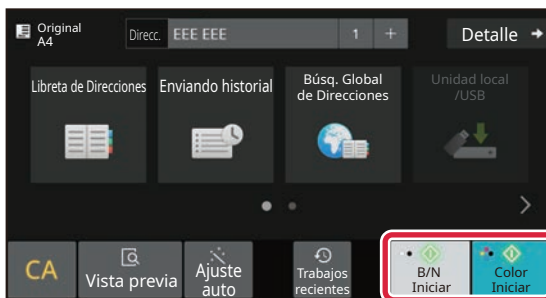 Original
A4
Direcc.
EEE EEE
1
+
Detalle
Libreta de Direcciones
Enviando historial
Búsq. Global
de Direcciones
Unidad local
/USB
CA
Vista previa
Ajuste
auto
Trabajos
recientes
B/N
Iniciar
Color
Iniciar